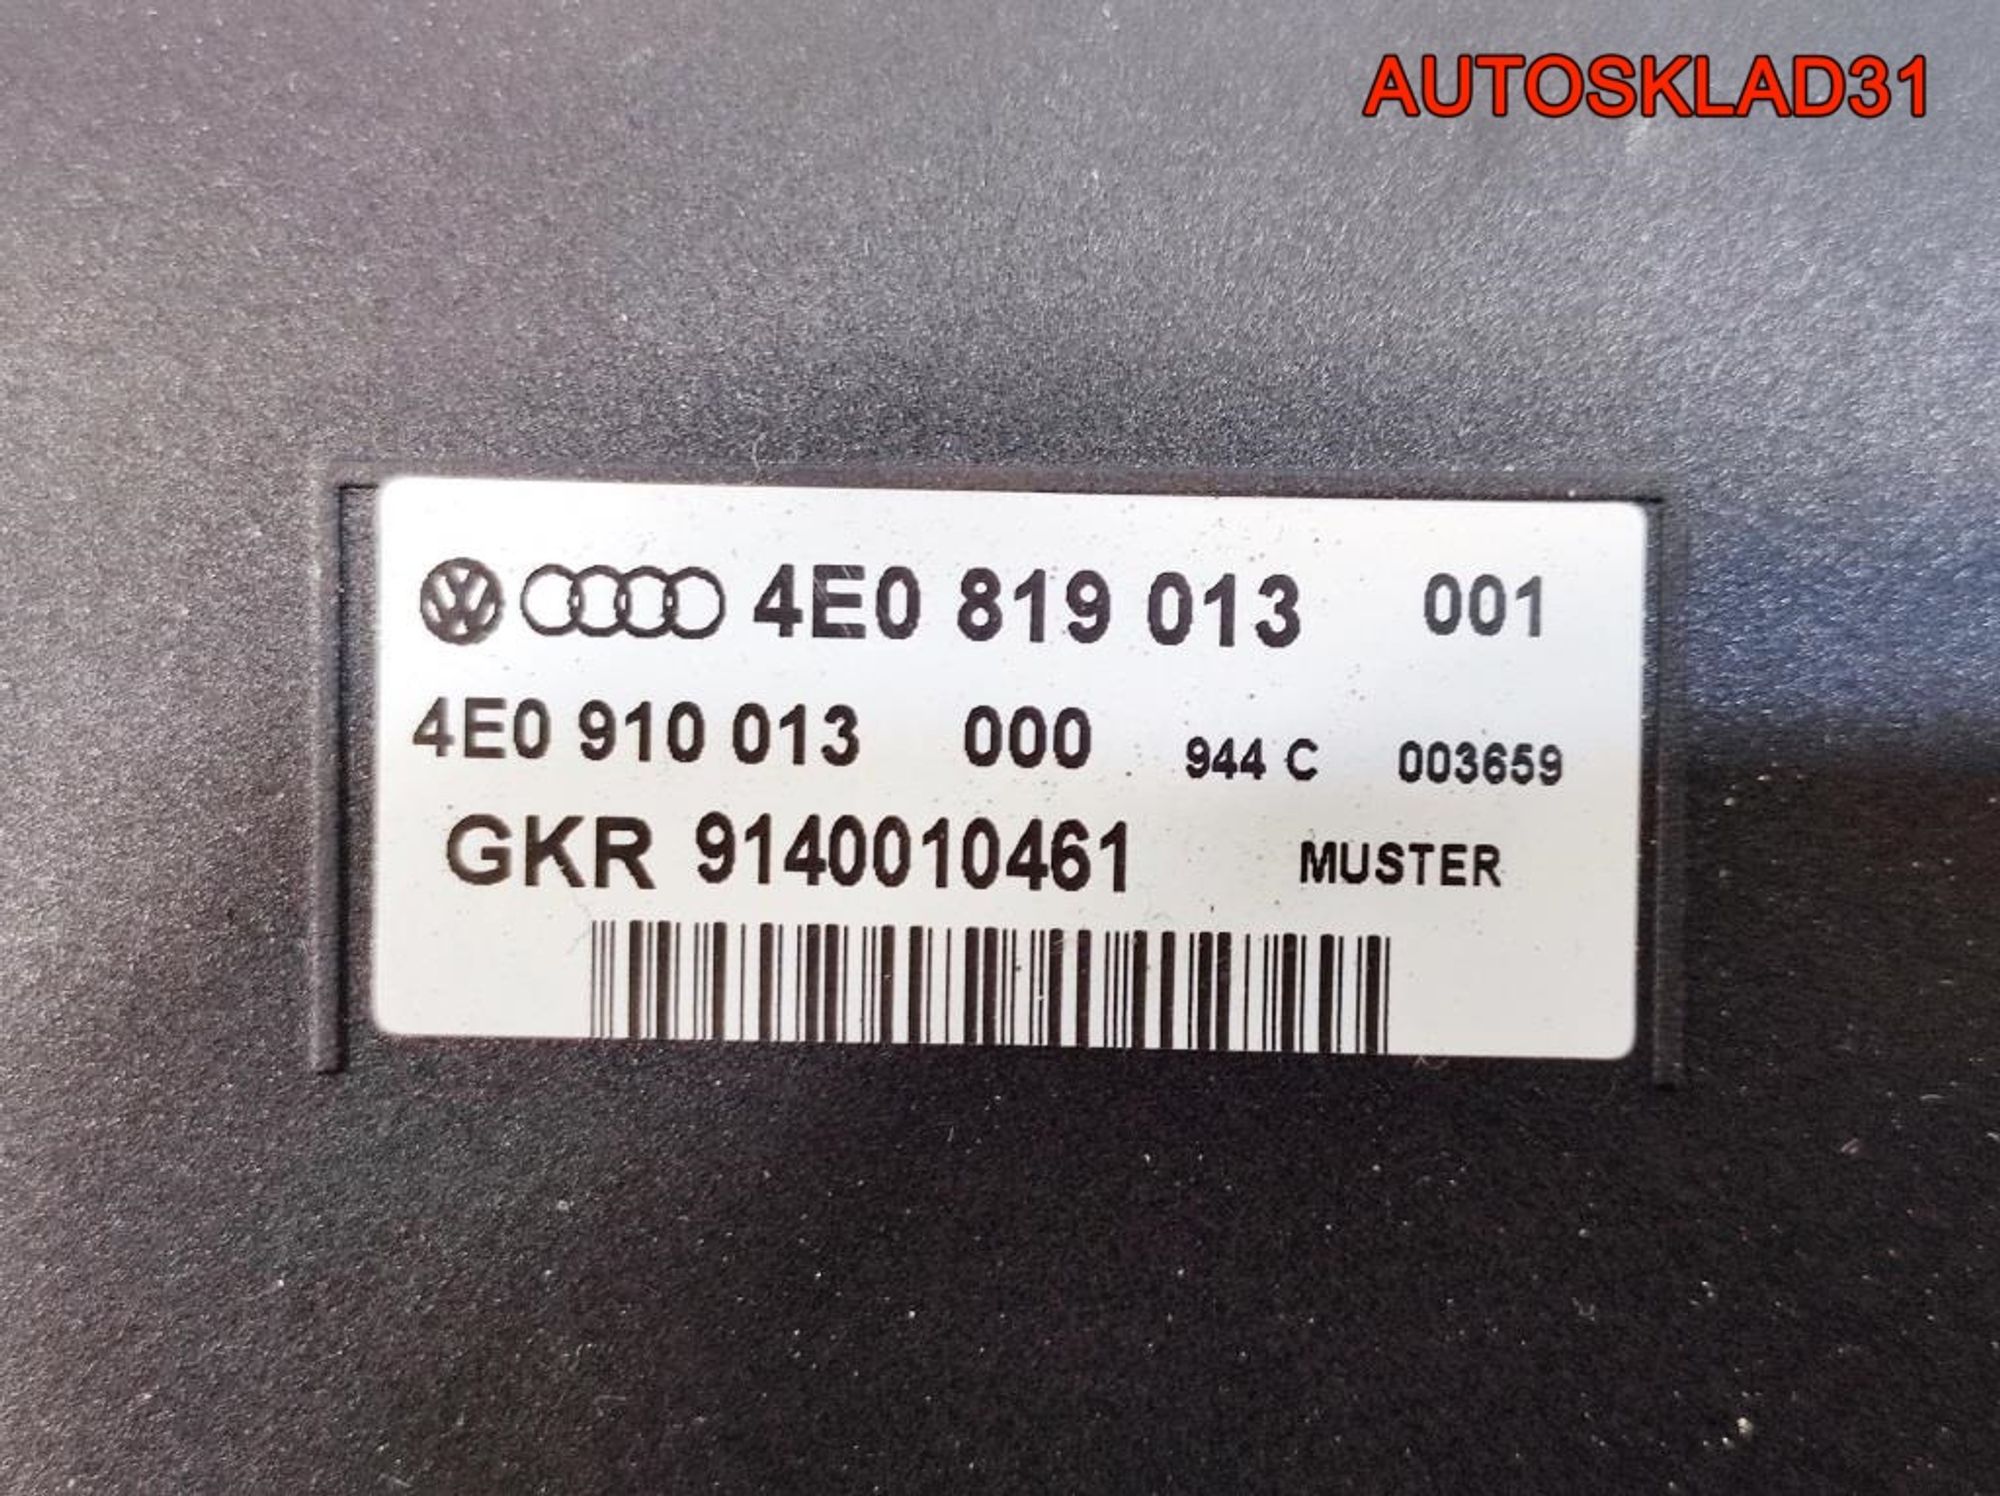 AUTOSKLAD31
4E0 819 013 001
4E0 910 013 000 944 C 003659
GKR 9140010461 MUSTER